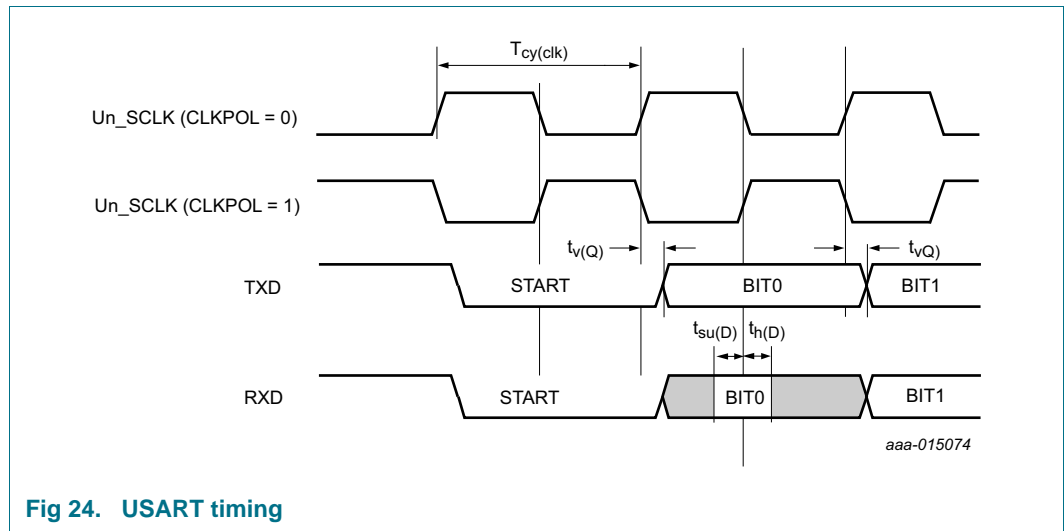 Tcy(clk)
Un_SCLK (CLKPOL = 0)
Un_SCLK (CLKPOL = 1)
tv(Q)
tvQ)
TXD
START
BIT0
BIT1
tsu(D)
th(D)
RXD
START
BIT0
BIT1
aaa-015074
Fig 24. USART timing